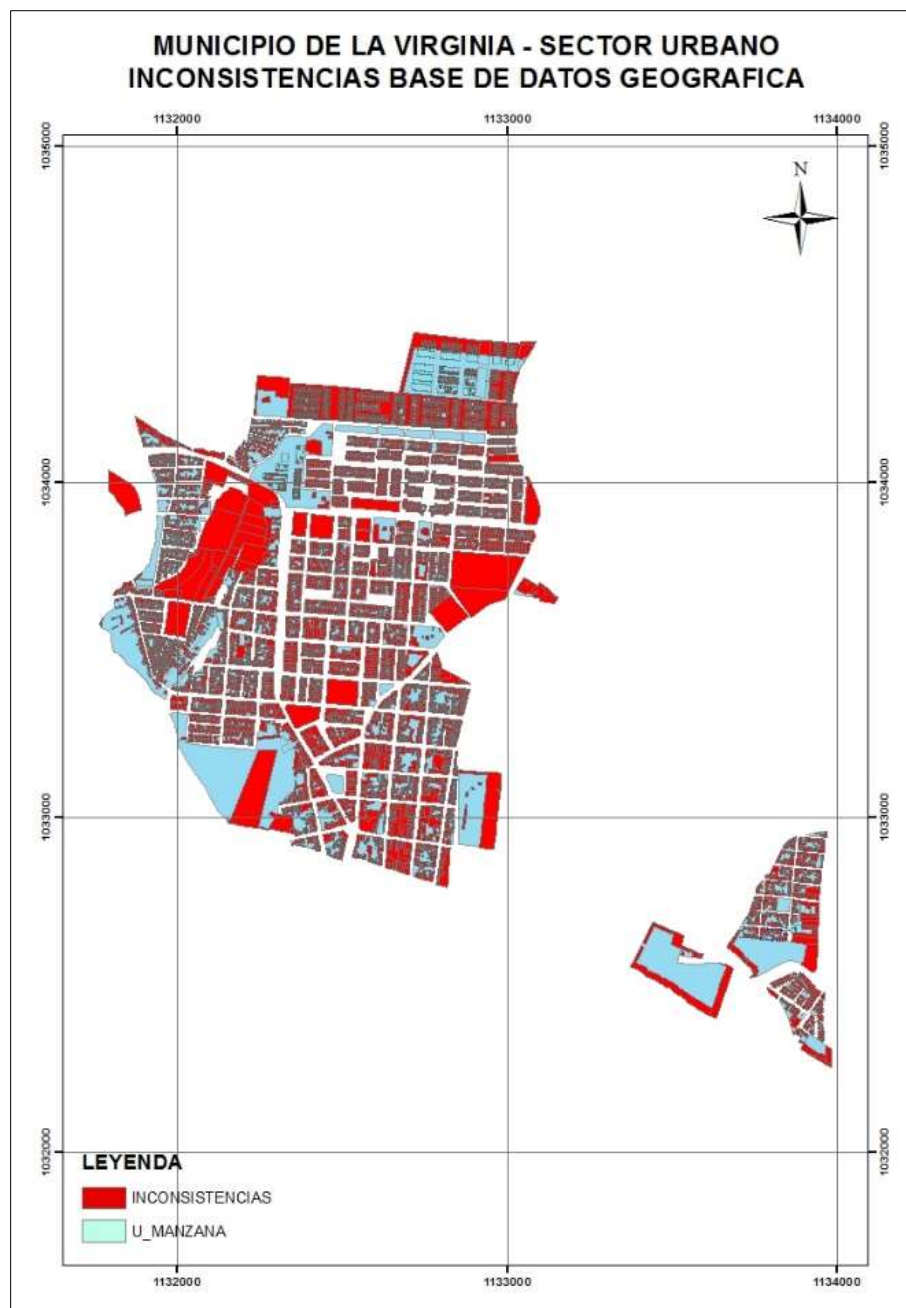 MUNICIPIO DE LA VIRGINIA - SECTOR URBANO
INCONSISTENCIAS BASE DE DATOS GEOGRAFICA
1132000 1133000 1134000
1035000 1035000
N
1034000 1034000
1033000 1033000
1032000 1032000
LEYENDA
INCONSISTENCIAS
U_MANZANA
1132000 1133000 1134000